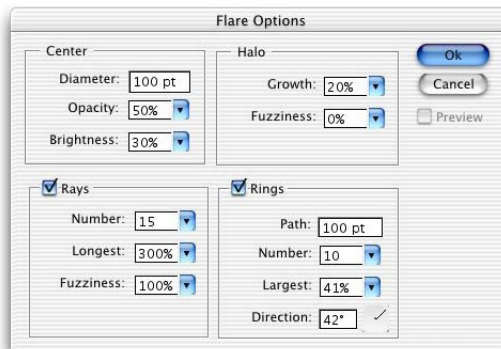 Flare Options
Center
Diameter: 100 pt
Opacity: 50%
Brightness: 30%
Halo
Growth: 20%
Fuzziness: 0%
Ok
Cancel
Preview
Rays
Number: 15
Longest: 300%
Fuzziness: 100%
Rings
Path: 100 pt
Number: 10
Largest: 41%
Direction: 42°